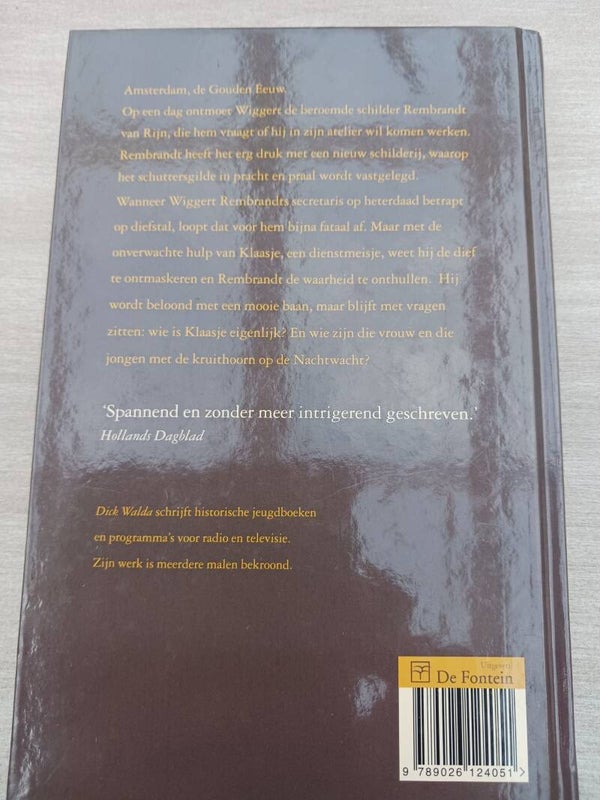 Amsterdam, de Gouden Eeuw.
Op een dag ontmoet Wiggert de beroemde schilder Rembrandt
van Rijn, die hem vraagt of hij in zijn atelier wil komen werken.
Rembrandt heeft het erg druk met een nieuw schilderij, waarop
het schuttersgilde in pracht en praal wordt vastgelegd.
Wanneer Wiggert Rembrandts secretaris op heterdaad betrapt
op diefstal, loopt dat voor hem bijna fataal af. Maar met de
onverwachte hulp van Klaasje, een dienstmeisje, weet hij de dief
te ontmaskeren en Rembrandt de waarheid te onthullen. Hij
wordt beloond met een mooie baan, maar blijft met vragen
zitten: wie is Klaasje eigenlijk? En wie zijn die vrouw en die
jongen met de kruithoorn op de Nachtwacht?
'Spannend en zonder meer intrigerend geschreven.'
Hollands Dagblad
Dick Walda schrijft historische jeugdboeken
en programma's voor radio en televisie.
Zijn werk is meerdere malen bekroond.
Uitgeverij
De Fontein
9 789026 124051 >